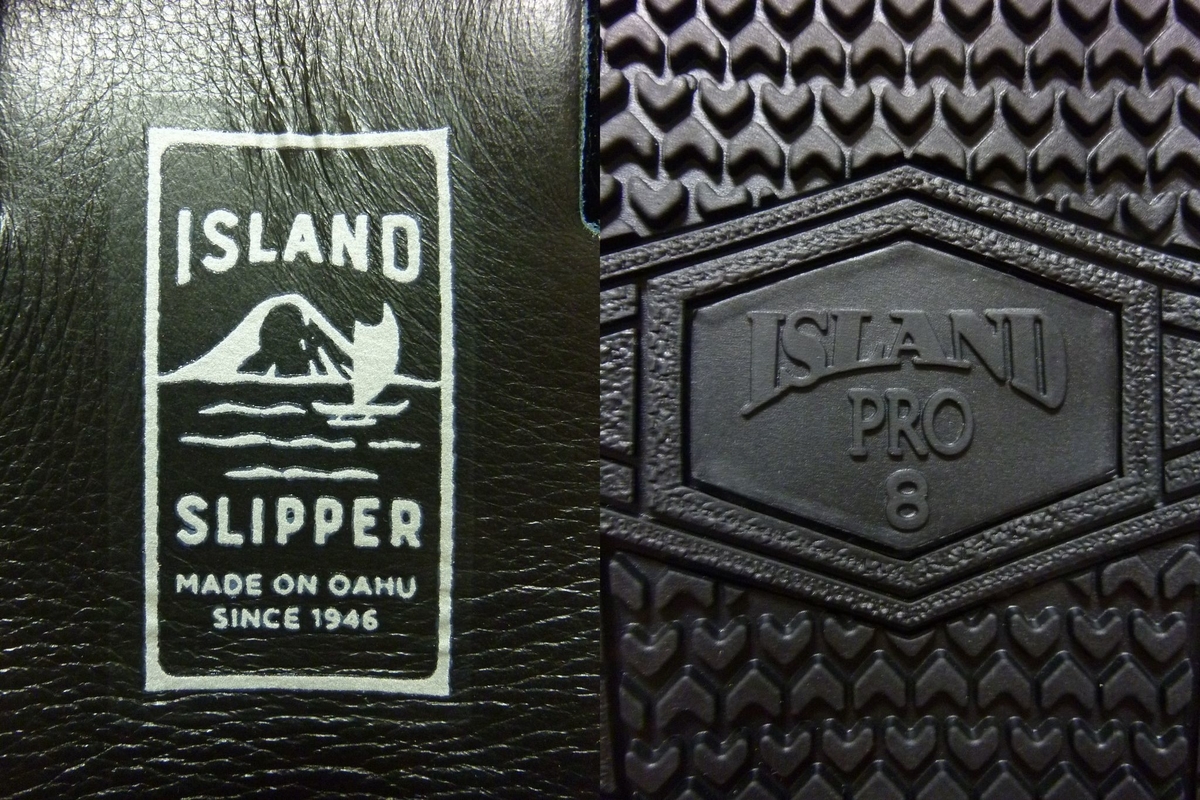 ISLAND
SLIPPER
MADE ON OAHU
SINCE 1946
ISLAND
PRO
8